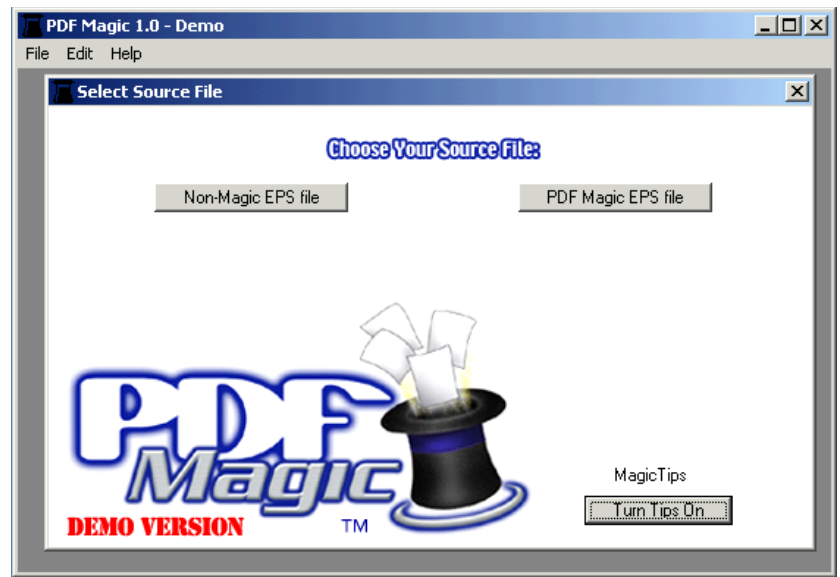 PDF Magic 1.0 - Demo
File Edit Help
Select Source File
Choose Your Source File:
Non-Magic EPS file
PDF Magic EPS file
PDF
Magic
TM
DEMO VERSION
MagicTips
Turn Tips On